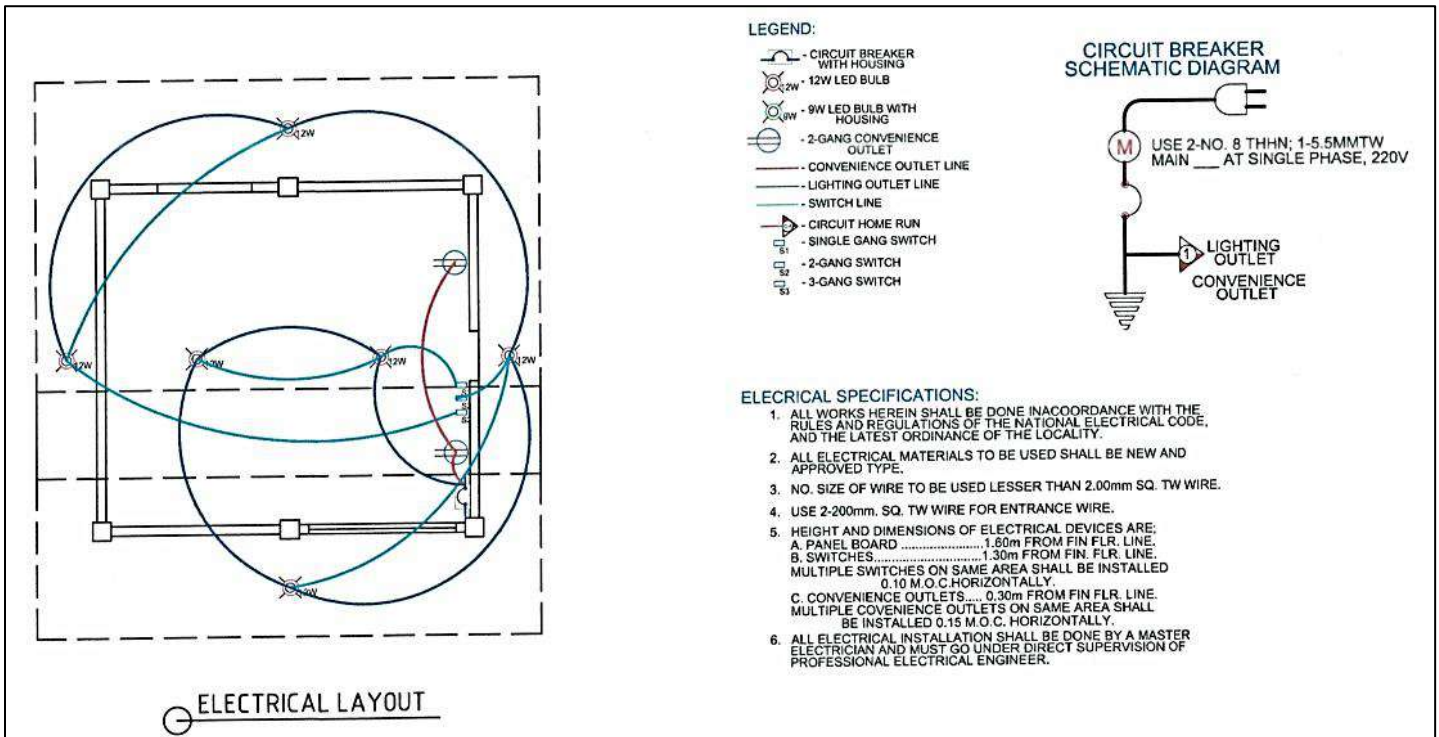 LEGEND:
- CIRCUIT BREAKER
WITH HOUSING
12W
- 12W LED BULB
9W
- 9W LED BULB WITH
HOUSING
- 2-GANG CONVENIENCE
OUTLET
- CONVENIENCE OUTLET LINE
- LIGHTING OUTLET LINE
- SWITCH LINE
- CIRCUIT HOME RUN
- SINGLE GANG SWITCH
S1
- 2-GANG SWITCH
S2
- 3-GANG SWITCH
S3
CIRCUIT BREAKER
SCHEMATIC DIAGRAM
M
USE 2-NO. 8 THHN; 1-5.5MMTW
MAIN ___ AT SINGLE PHASE, 220V
1
LIGHTING
OUTLET
CONVENIENCE
OUTLET
12W
12W
12W
12W
12W
12W
ELECRICAL SPECIFICATIONS:
1. ALL WORKS HEREIN SHALL BE DONE INACOORDANCE WITH THE
RULES AND REGULATIONS OF THE NATIONAL ELECTRICAL CODE,
AND THE LATEST ORDINANCE OF THE LOCALITY.
2. ALL ELECTRICAL MATERIALS TO BE USED SHALL BE NEW AND
APPROVED TYPE.
3. NO. SIZE OF WIRE TO BE USED LESSER THAN 2.00mm SQ. TW WIRE.
4. USE 2-200mm. SQ. TW WIRE FOR ENTRANCE WIRE.
5. HEIGHT AND DIMENSIONS OF ELECTRICAL DEVICES ARE;
A. PANEL BOARD .......................1.60m FROM FIN FLR. LINE.
B. SWITCHES..............................1.30m FROM FIN. FLR. LINE.
MULTIPLE SWITCHES ON SAME AREA SHALL BE INSTALLED
0.10 M.O.C.HORIZONTALLY.
C. CONVENIENCE OUTLETS..... 0.30m FROM FIN FLR. LINE.
MULTIPLE COVENIENCE OUTLETS ON SAME AREA SHALL
BE INSTALLED 0.15 M.O.C. HORIZONTALLY.
6. ALL ELECTRICAL INSTALLATION SHALL BE DONE BY A MASTER
ELECTRICIAN AND MUST GO UNDER DIRECT SUPERVISION OF
PROFESSIONAL ELECTRICAL ENGINEER.
ELECTRICAL LAYOUT